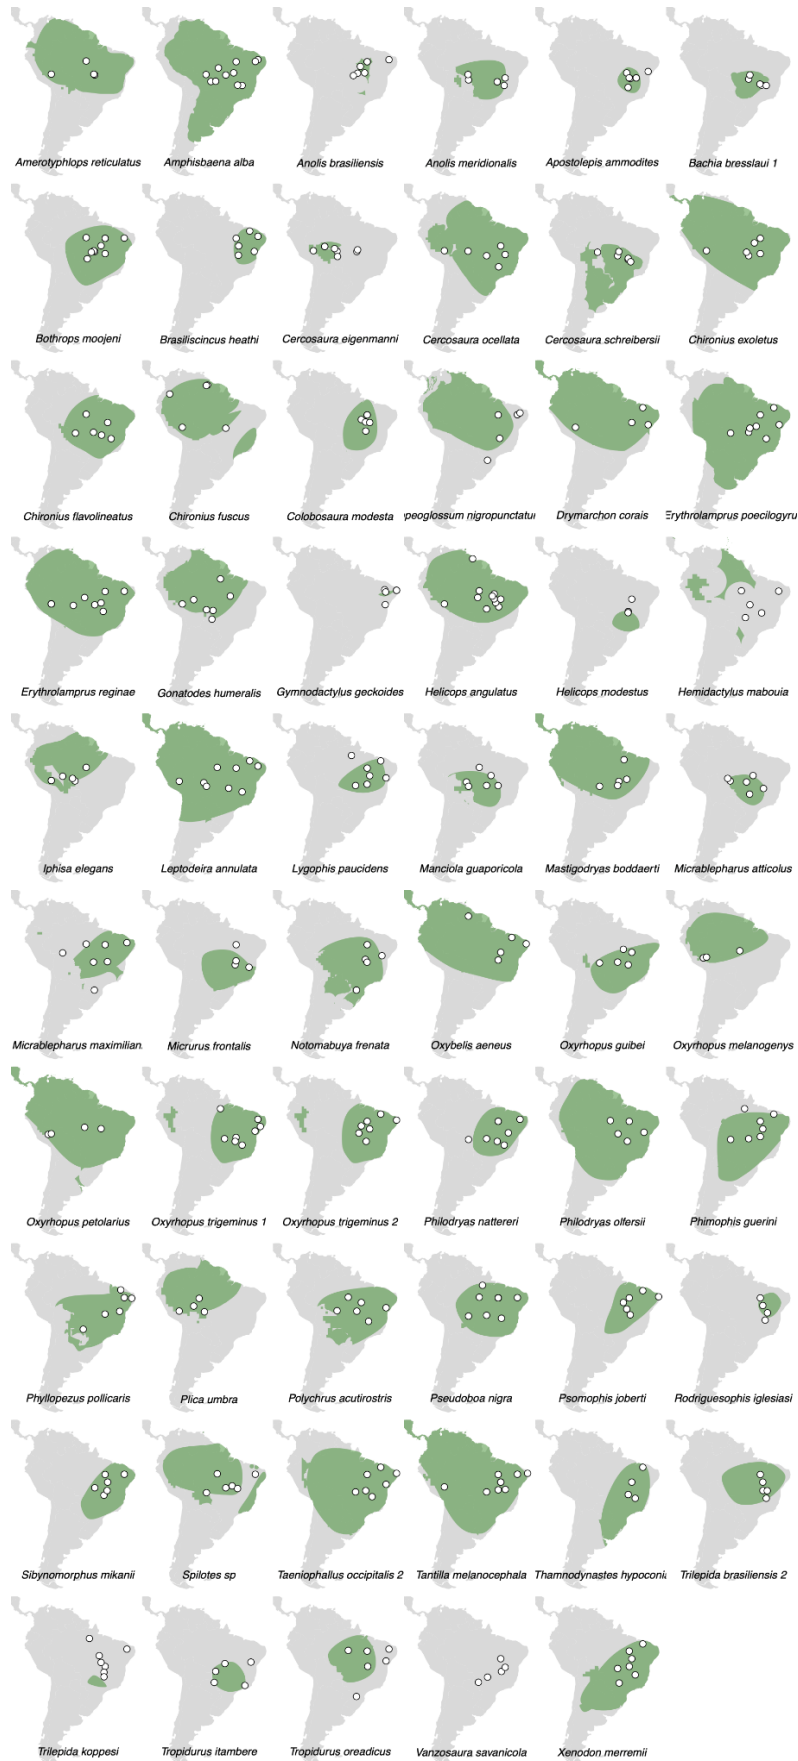 Amerotyphlops reticulatus
Amphisbaena alba
Anolis brasiliensis
Anolis meridionalis
Apostolepis ammodites
Bachia bresslaui 1
Bothrops moojeni
Brasiliscincus heathi
Cercosaura eigenmanni
Cercosaura ocellata
Cercosaura schreibersii
Chironius exoletus
Chironius flavolineatus
Chironius fuscus
Colobosaura modesta
peoglossum nigropunctatu
Drymarchon corais
Erythrolamprus poecilogyru
Erythrolamprus reginae
Gonatodes humeralis
Gymnodactylus geckoides
Helicops angulatus
Helicops modestus
Hemidactylus mabouia
Iphisa elegans
Leptodeira annulata
Lygophis paucidens
Manciola guaporicola
Mastigodryas boddaerti
Micrablepharus atticolus
Micrablepharus maximilian
Micrurus frontalis
Notomabuya frenata
Oxybelis aeneus
Oxyrhopus guibei
Oxyrhopus melanogenys
Oxyrhopus petolarius
Oxyrhopus trigeminus 1
Oxyrhopus trigeminus 2
Philodryas nattereri
Philodryas olfersii
Phimophis guerini
Phyllopezus pollicaris
Plica umbra
Polychrus acutirostris
Pseudoboa nigra
Psomophis joberti
Rodriguesophis iglesiasi
Sibynomorphus mikanii
Spilotes sp
Taeniophallus occipitalis 2
Tantilla melanocephala
Thamnodynastes hypoconia
Trilepida brasiliensis 2
Trilepida koppesi
Tropidurus itambere
Tropidurus oreadicus
Vanzosaura savanicola
Xenodon merremii